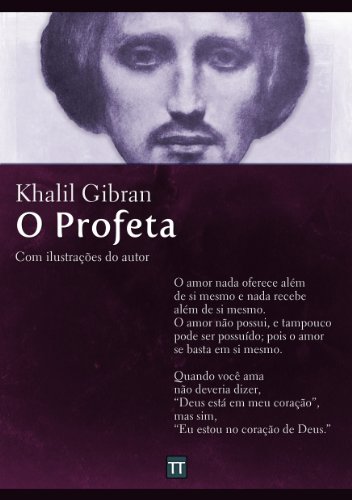 Khalil Gibran
O Profeta
Com ilustrações do autor
O amor nada oferece além
de si mesmo e nada recebe
além de si mesmo.
O amor não possui, e tampouco
pode ser possuído; pois o amor
se basta em si mesmo.
Quando você ama
não deveria dizer,
“Deus está em meu coração”,
mas sim,
“Eu estou no coração de Deus.”
TT